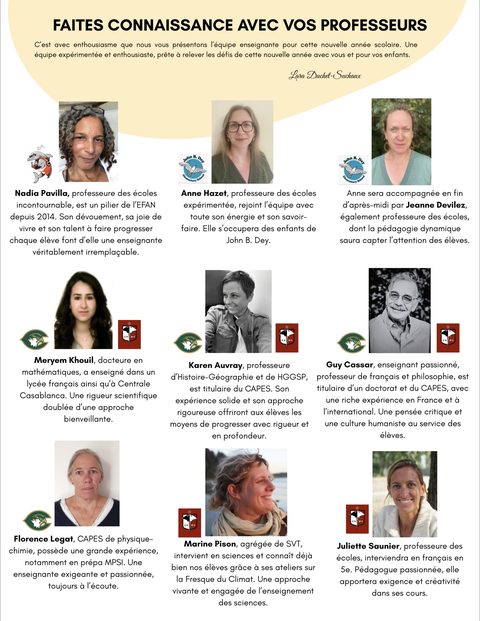 FAITES CONNAISSANCE AVEC VOS PROFESSEURS
C'est avec enthousiasme que nous vous présentons l'équipe enseignante pour cette nouvelle année scolaire. Une
équipe expérimentée et enthousiaste, prête à relever les défis de cette nouvelle année avec vous et pour vos enfants.
Lara Duchet-Suchaux
Nadia Pavilla, professeure des écoles
incontournable, est un pilier de l'EFAN
depuis 2014. Son dévouement, sa joie de
vivre et son talent à faire progresser
chaque élève font d'elle une enseignante
véritablement irremplaçable.
John B. Dey
Anne Hazet, professeure des écoles
expérimentée, rejoint l'équipe avec
toute son énergie et son savoir-
faire. Elle s'occupera des enfants de
John B. Dey.
John B. Dey
Anne sera accompagnée en fin
d'après-midi par Jeanne Devilez,
également professeure des écoles,
dont la pédagogie dynamique
saura capter l'attention des élèves.
Meryem Khouil, docteure en
mathématiques, a enseigné dans un
lycée français ainsi qu'à Centrale
Casablanca. Une rigueur scientifique
doublée d'une approche
bienveillante.
Karen Auvray, professeure
d'Histoire-Géographie et de HGGSP,
est titulaire du CAPES. Son
expérience solide et son approche
rigoureuse offriront aux élèves les
moyens de progresser avec rigueur et
en profondeur.
Guy Cassar, enseignant passionné,
professeur de français et philosophie, est
titulaire d'un doctorat et du CAPES, avec
une riche expérience en France et à
l'international. Une pensée critique et
une culture humaniste au service des
élèves.
Florence Legat, CAPES de physique-
chimie, possède une grande expérience,
notamment en prépa MPSI. Une
enseignante exigeante et passionnée,
toujours à l'écoute.
Marine Pison, agrégée de SVT,
intervient en sciences et connaît déjà
bien nos élèves grâce à ses ateliers sur
la Fresque du Climat. Une approche
vivante et engagée de l'enseignement
des sciences.
Juliette Saunier, professeure des
écoles, interviendra en français en
5e. Pédagogue passionnée, elle
apportera exigence et créativité
dans ses cours.